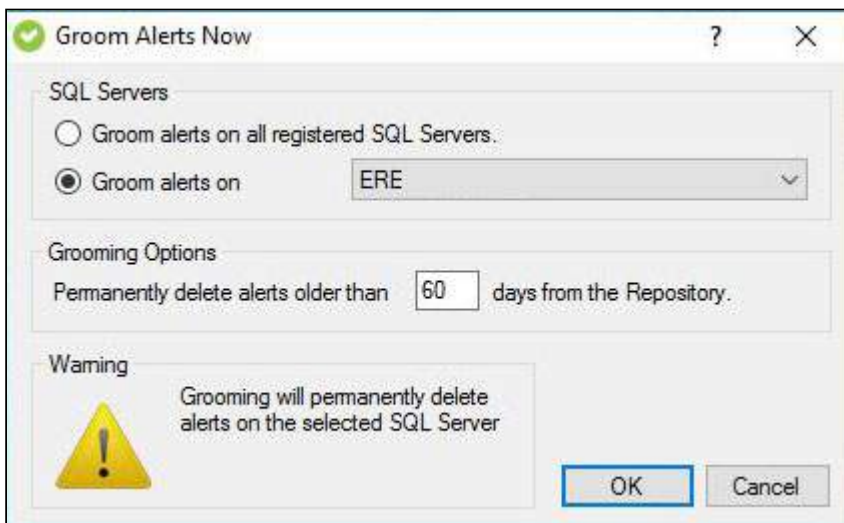 Groom Alerts Now
?
SQL Servers
Groom alerts on all registered SQL Servers.
Groom alerts on ERE
Grooming Options
Permanently delete alerts older than 60 days from the Repository.
Warning
Grooming will permanently delete
alerts on the selected SQL Server
OK Cancel